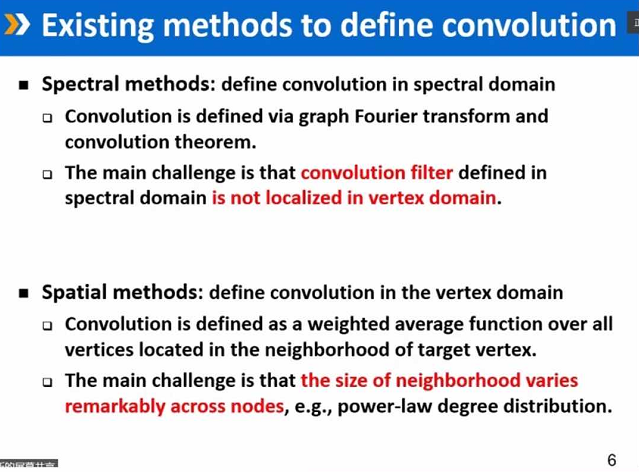 Existing methods to define convolution
Spectral methods: define convolution in spectral domain
Convolution is defined via graph Fourier transform and
convolution theorem.
The main challenge is that convolution filter defined in
spectral domain is not localized in vertex domain.
Spatial methods: define convolution in the vertex domain
Convolution is defined as a weighted average function over all
vertices located in the neighborhood of target vertex.
The main challenge is that the size of neighborhood varies
remarkably across nodes, e.g., power-law degree distribution.
6